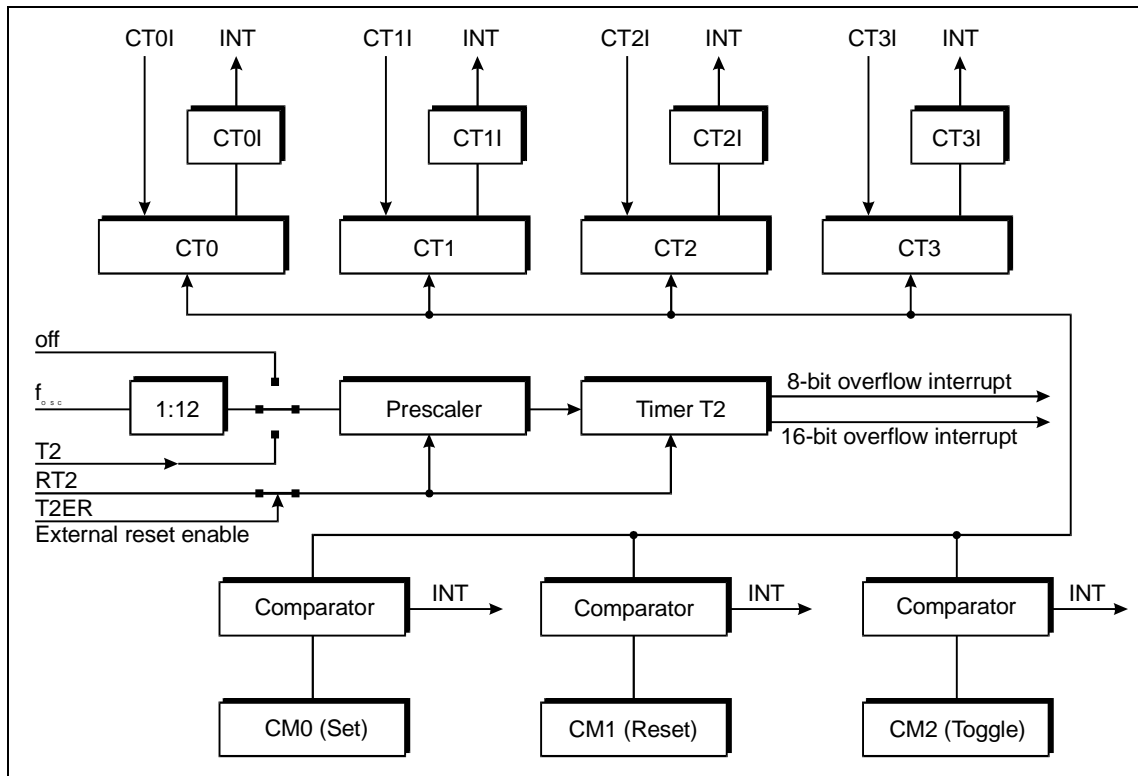 CT0I INT CT1I INT CT2I INT CT3I INT
CT0I CT1I CT2I CT3I
CT0 CT1 CT2 CT3
off
fosc 1:12 Prescaler Timer T2 8-bit overflow interrupt
16-bit overflow interrupt
T2
RT2
T2ER
External reset enable
Comparator INT Comparator INT Comparator INT
CM0 (Set) CM1 (Reset) CM2 (Toggle)